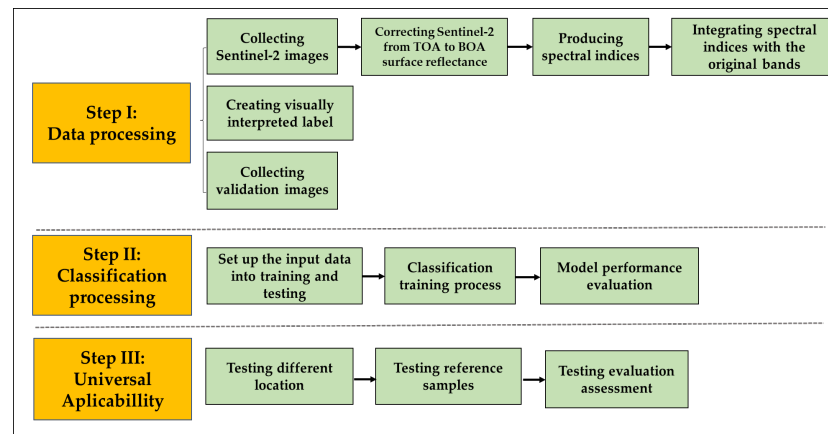 Step I:
Data processing
Collecting
Sentinel-2 images
Correcting Sentinel-2
from TOA to BOA
surface reflectance
Producing
spectral indices
Integrating spectral
indices with the
original bands
Creating visually
interpreted label
Collecting
validation images
Step II:
Classification
processing
Set up the input data
into training and
testing
Classification
training process
Model performance
evaluation
Step III:
Universal
Aplicabillity
Testing different
location
Testing reference
samples
Testing evaluation
assessment